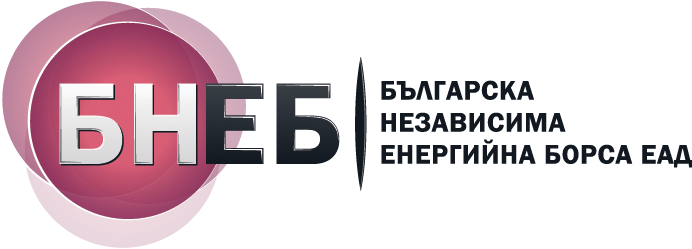 БНЕБ
БЪЛГАРСКА
НЕЗАВИСИМА
ЕНЕРГИЙНА БОРСА ЕАД